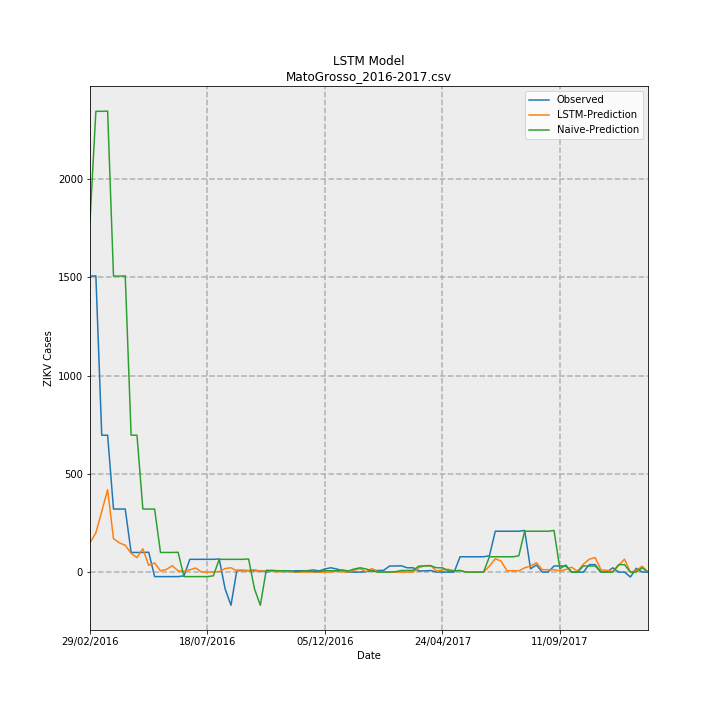 LSTM Model
MatoGrosso_2016-2017.csv
Observed
LSTM-Prediction
Naive-Prediction
2000
1500
1000
500
0
ZIKV Cases
29/02/2016
18/07/2016
05/12/2016
24/04/2017
11/09/2017
Date